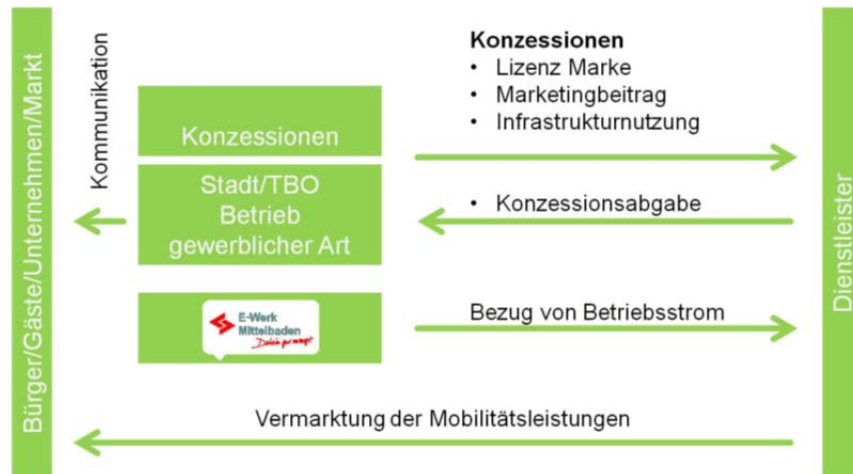 Bürger/Gäste/Unternehmen/Markt
Kommunikation
Konzessionen
Stadt/TBO
Betrieb
gewerblicher Art
E-Werk
Mittelbaden
Konzessionen
• Lizenz Marke
• Marketingbeitrag
• Infrastrukturnutzung
• Konzessionsabgabe
Bezug von Betriebsstrom
Vermarktung der Mobilitätsleistungen
Dienstleister